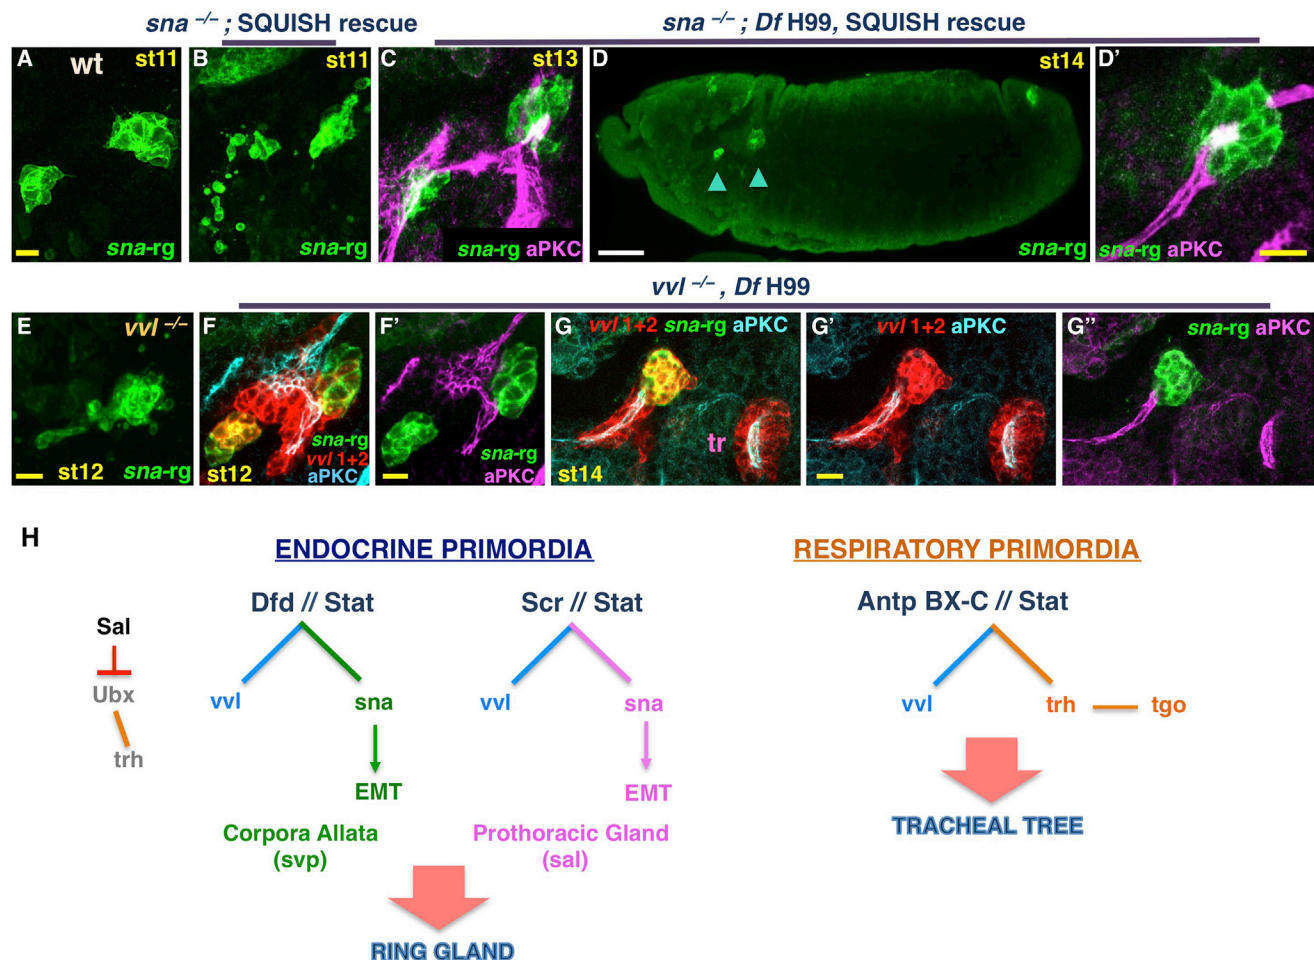 sna –/– ; SQUISH rescue
sna –/– ; Df H99, SQUISH rescue
A wt st11 sna-rg
B st11 sna-rg
C st13 sna-rg aPKC
D st14 sna-rg
D’ sna-rg aPKC
vvl –/– , Df H99
E vvl –/– st12 sna-rg
F sna-rg
vvl 1+2
st12 aPKC
F’ sna-rg
aPKC
G vvl 1+2 sna-rg aPKC
tr
st14
G’ vvl 1+2 aPKC
G” sna-rg aPKC
H
ENDOCRINE PRIMORDIA
RESPIRATORY PRIMORDIA
Dfd // Stat
Scr // Stat
Antp BX-C // Stat
Sal
Ubx
trh
vvl sna
vvl sna
vvl trh tgo
EMT
EMT
Corpora Allata
(svp)
Prothoracic Gland
(sal)
TRACHEAL TREE
RING GLAND